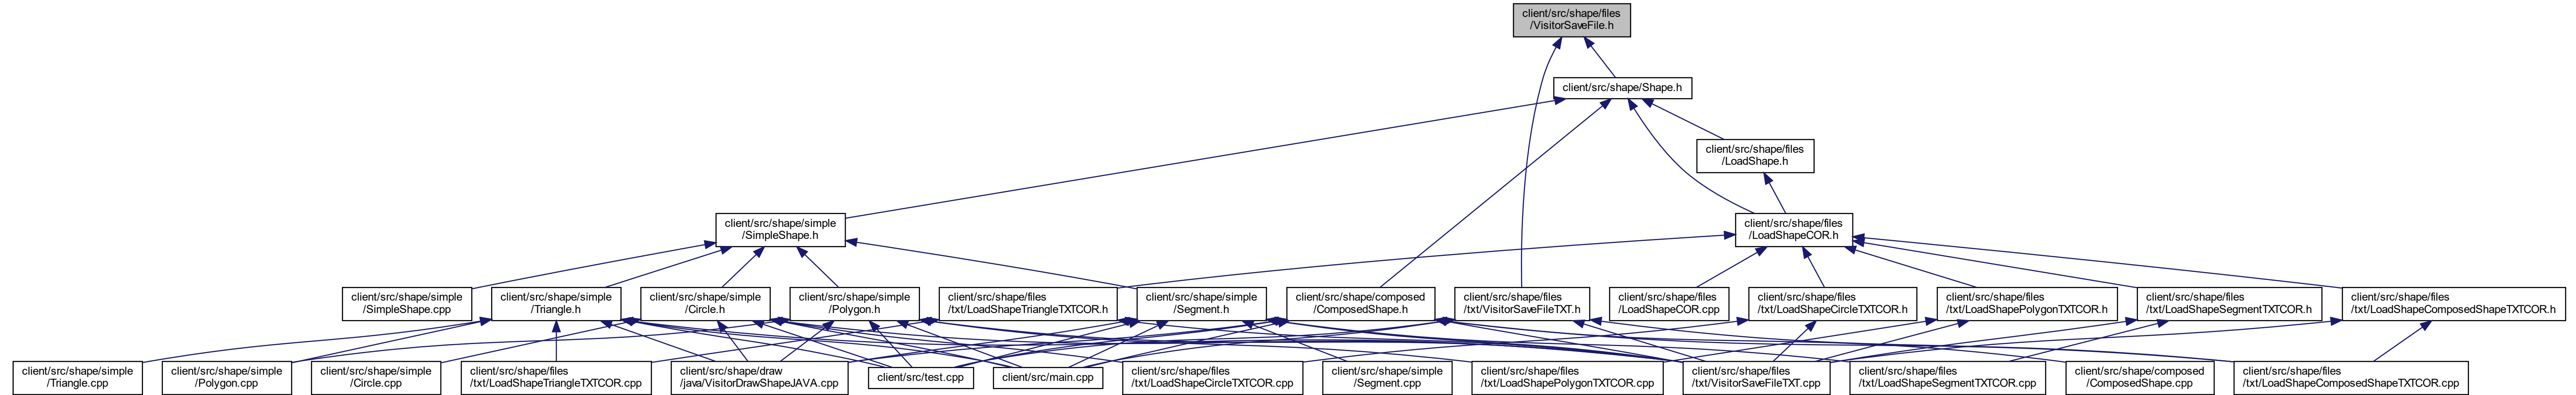 client/src/shape/files
/VisitorSaveFile.h
client/src/shape/Shape.h
client/src/shape/files
/LoadShape.h
client/src/shape/simple
/SimpleShape.h
client/src/shape/files
/LoadShapeCOR.h
client/src/shape/simple
/SimpleShape.cpp
client/src/shape/simple
/Triangle.h
client/src/shape/simple
/Circle.h
client/src/shape/simple
/Polygon.h
client/src/shape/files
/txt/LoadShapeTriangleTXTCOR.h
client/src/shape/simple
/Segment.h
client/src/shape/composed
/ComposedShape.h
client/src/shape/files
/txt/VisitorSaveFileTXT.h
client/src/shape/files
/LoadShapeCOR.cpp
client/src/shape/files
/txt/LoadShapeCircleTXTCOR.h
client/src/shape/files
/txt/LoadShapePolygonTXTCOR.h
client/src/shape/files
/txt/LoadShapeSegmentTXTCOR.h
client/src/shape/files
/txt/LoadShapeComposedShapeTXTCOR.h
client/src/shape/simple
/Triangle.cpp
client/src/shape/simple
/Polygon.cpp
client/src/shape/simple
/Circle.cpp
client/src/shape/files
/txt/LoadShapeTriangleTXTCOR.cpp
client/src/shape/draw
/java/VisitorDrawShapeJAVA.cpp
client/src/test.cpp
client/src/main.cpp
client/src/shape/files
/txt/LoadShapeCircleTXTCOR.cpp
client/src/shape/simple
/Segment.cpp
client/src/shape/files
/txt/LoadShapePolygonTXTCOR.cpp
client/src/shape/files
/txt/VisitorSaveFileTXT.cpp
client/src/shape/files
/txt/LoadShapeSegmentTXTCOR.cpp
client/src/shape/composed
/ComposedShape.cpp
client/src/shape/files
/txt/LoadShapeComposedShapeTXTCOR.cpp